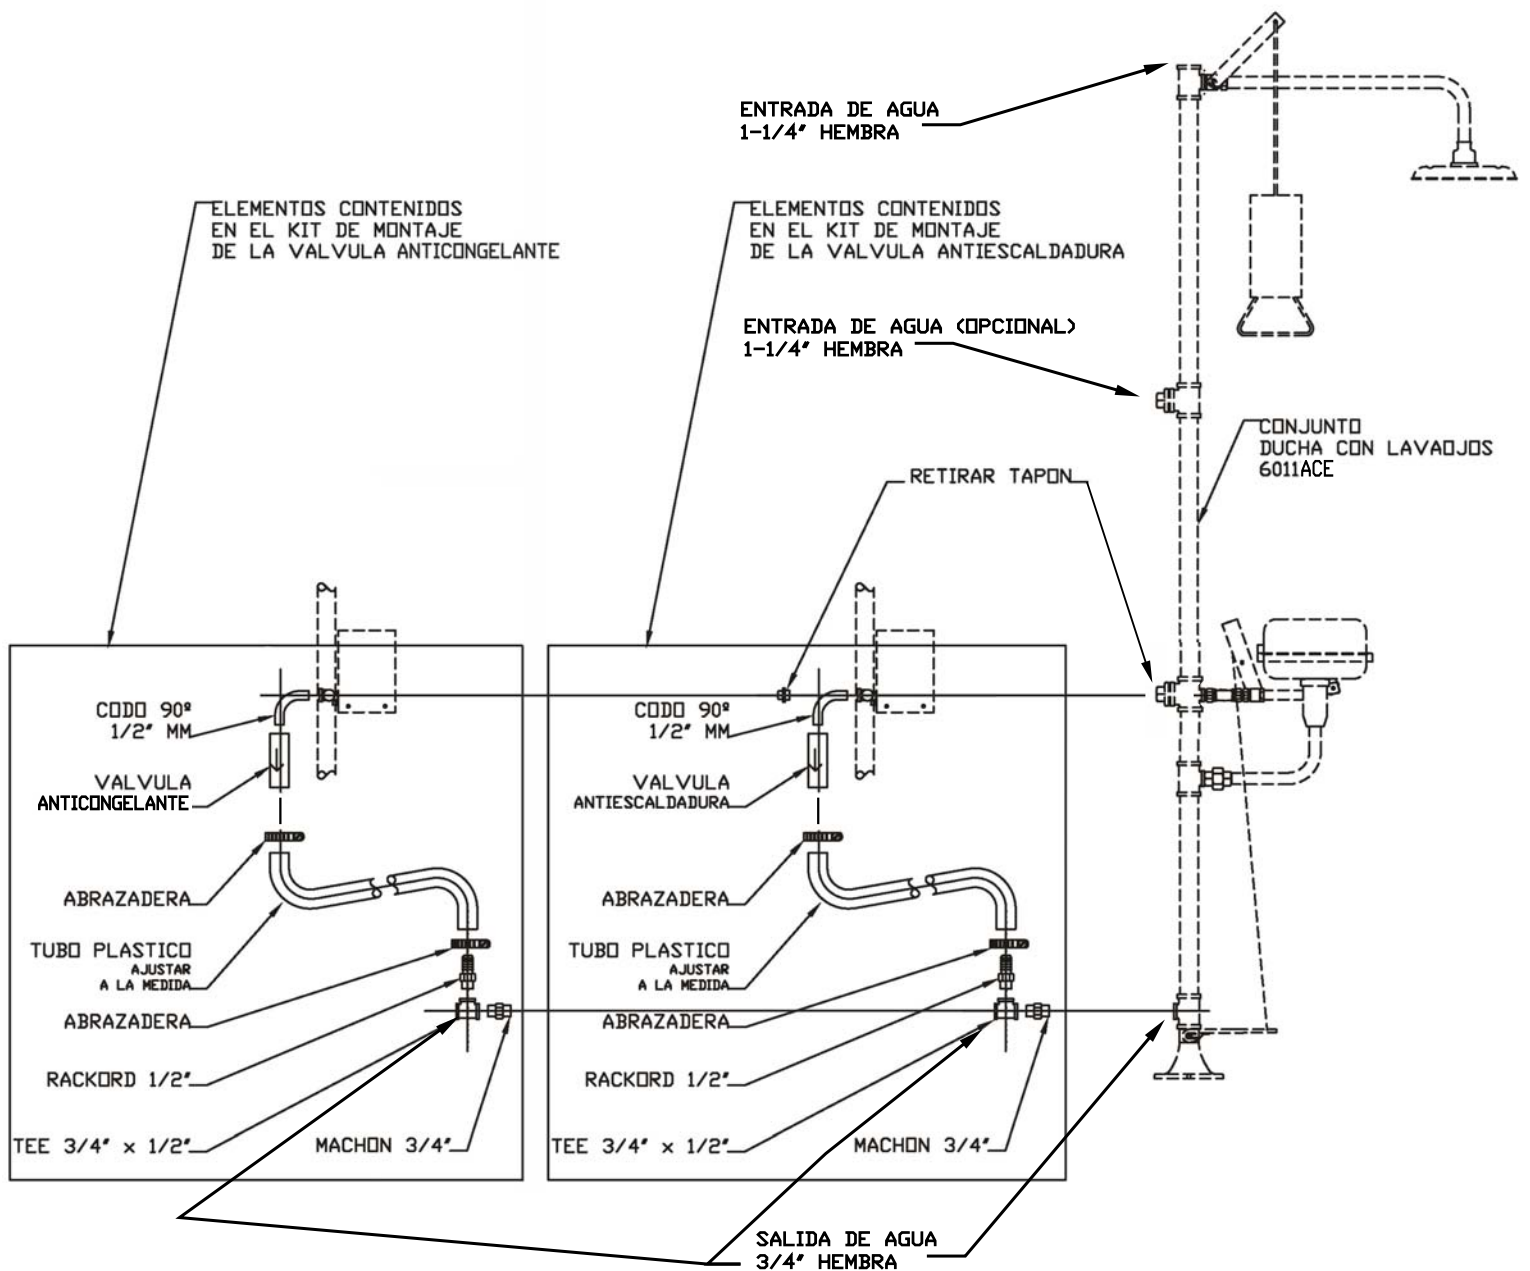 ENTRADA DE AGUA
1-1/4" HEMBRA
ELEMENTOS CONTENIDOS
EN EL KIT DE MONTAJE
DE LA VALVULA ANTICONGELANTE
ELEMENTOS CONTENIDOS
EN EL KIT DE MONTAJE
DE LA VALVULA ANTIESCALDADURA
ENTRADA DE AGUA (OPCIONAL)
1-1/4" HEMBRA
CONJUNTO
DUCHA CON LAVAOJOS
6011ACE
RETIRAR TAPON
CODO 90º
1/2" MM
VALVULA
ANTICONGELANTE
ABRAZADERA
TUBO PLASTICO
AJUSTAR
A LA MEDIDA
ABRAZADERA
RACKORD 1/2"
TEE 3/4" x 1/2"
MACHON 3/4"
CODO 90º
1/2" MM
VALVULA
ANTIESCALDADURA
ABRAZADERA
TUBO PLASTICO
AJUSTAR
A LA MEDIDA
ABRAZADERA
RACKORD 1/2"
TEE 3/4" x 1/2"
MACHON 3/4"
SALIDA DE AGUA
3/4" HEMBRA